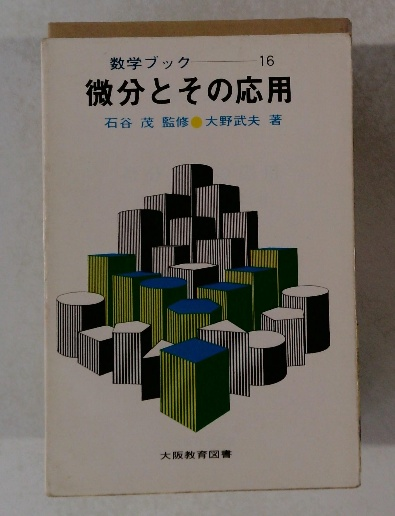 数学ブック——16
微分とその応用
石谷 茂 監修●大野武夫 著
大阪教育図書